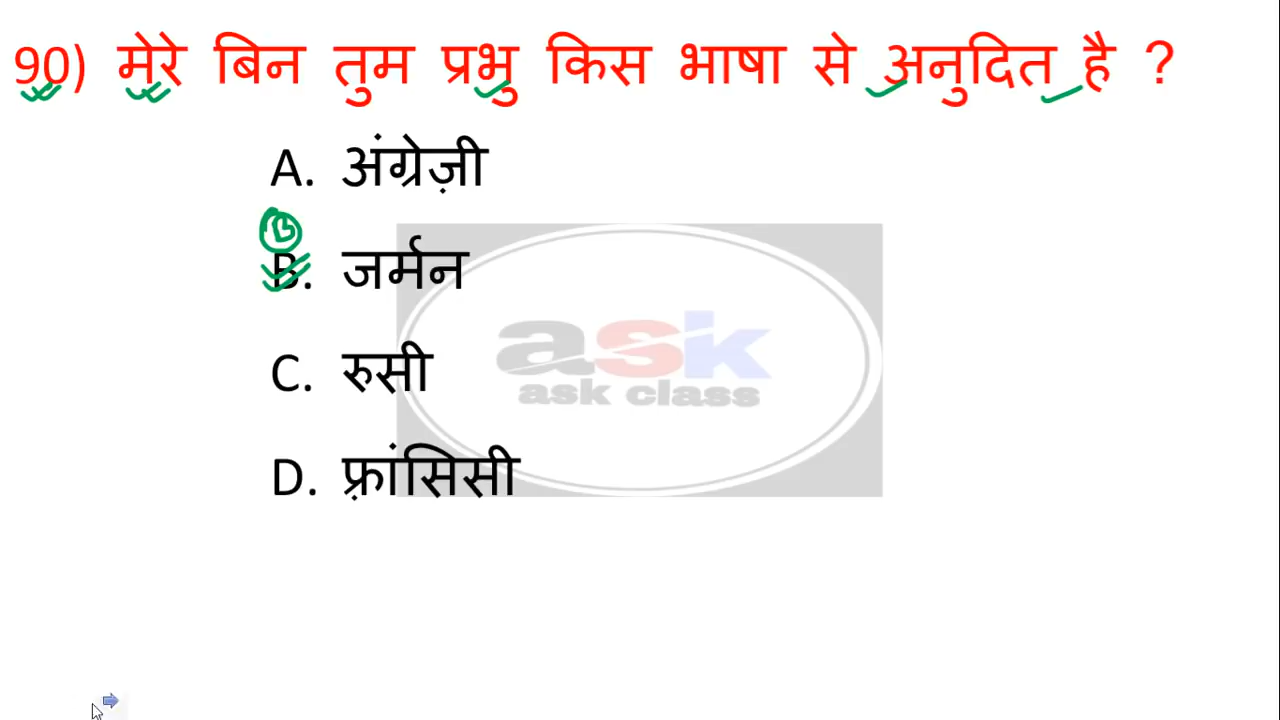 90) मेरे बिन तुम प्रभु किस भाषा से अनुदित है ?
A. अंग्रेज़ी
B. जर्मन
C. रुसी
D. फ़्रांसिसी
ask
ask class